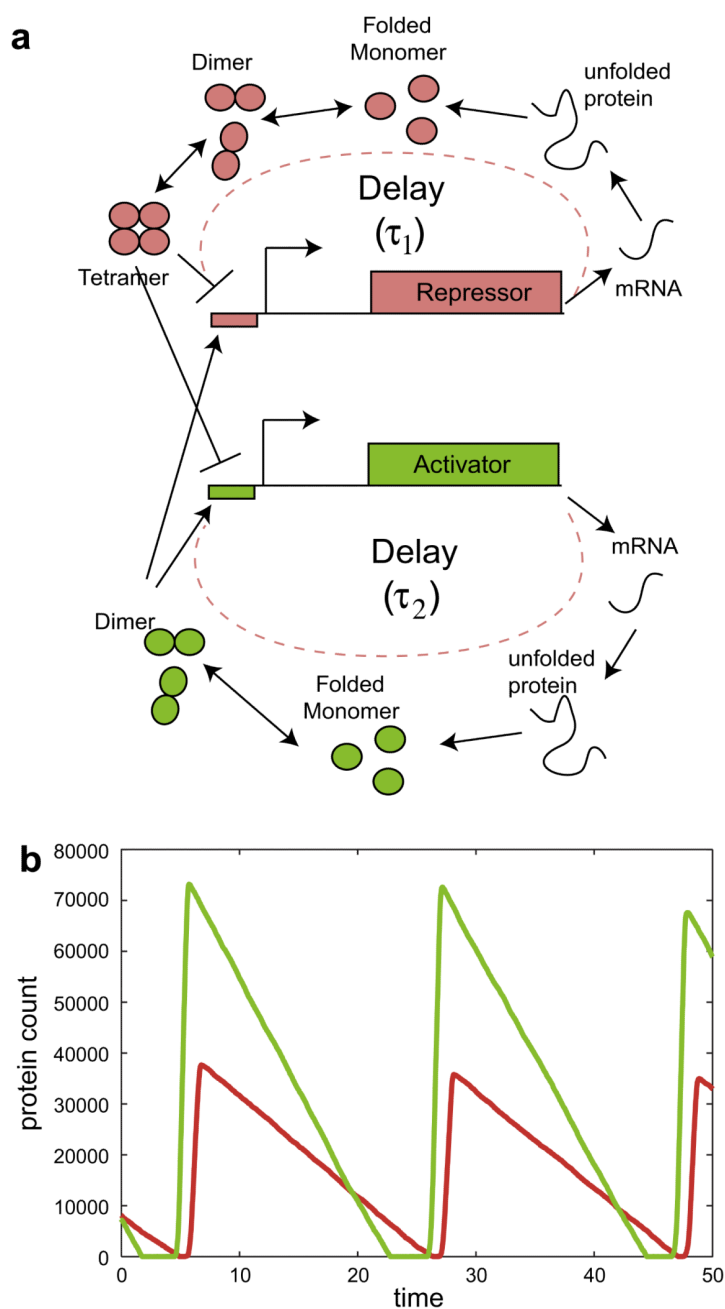 a
Folded
Monomer
Dimer
unfolded
protein
Delay
(τ1)
Tetramer
Repressor
mRNA
Activator
Delay
(τ2)
mRNA
Dimer
unfolded
protein
Folded
Monomer
b
80000
70000
60000
50000
40000
30000
20000
10000
0
protein count
0 10 20 30 40 50
time